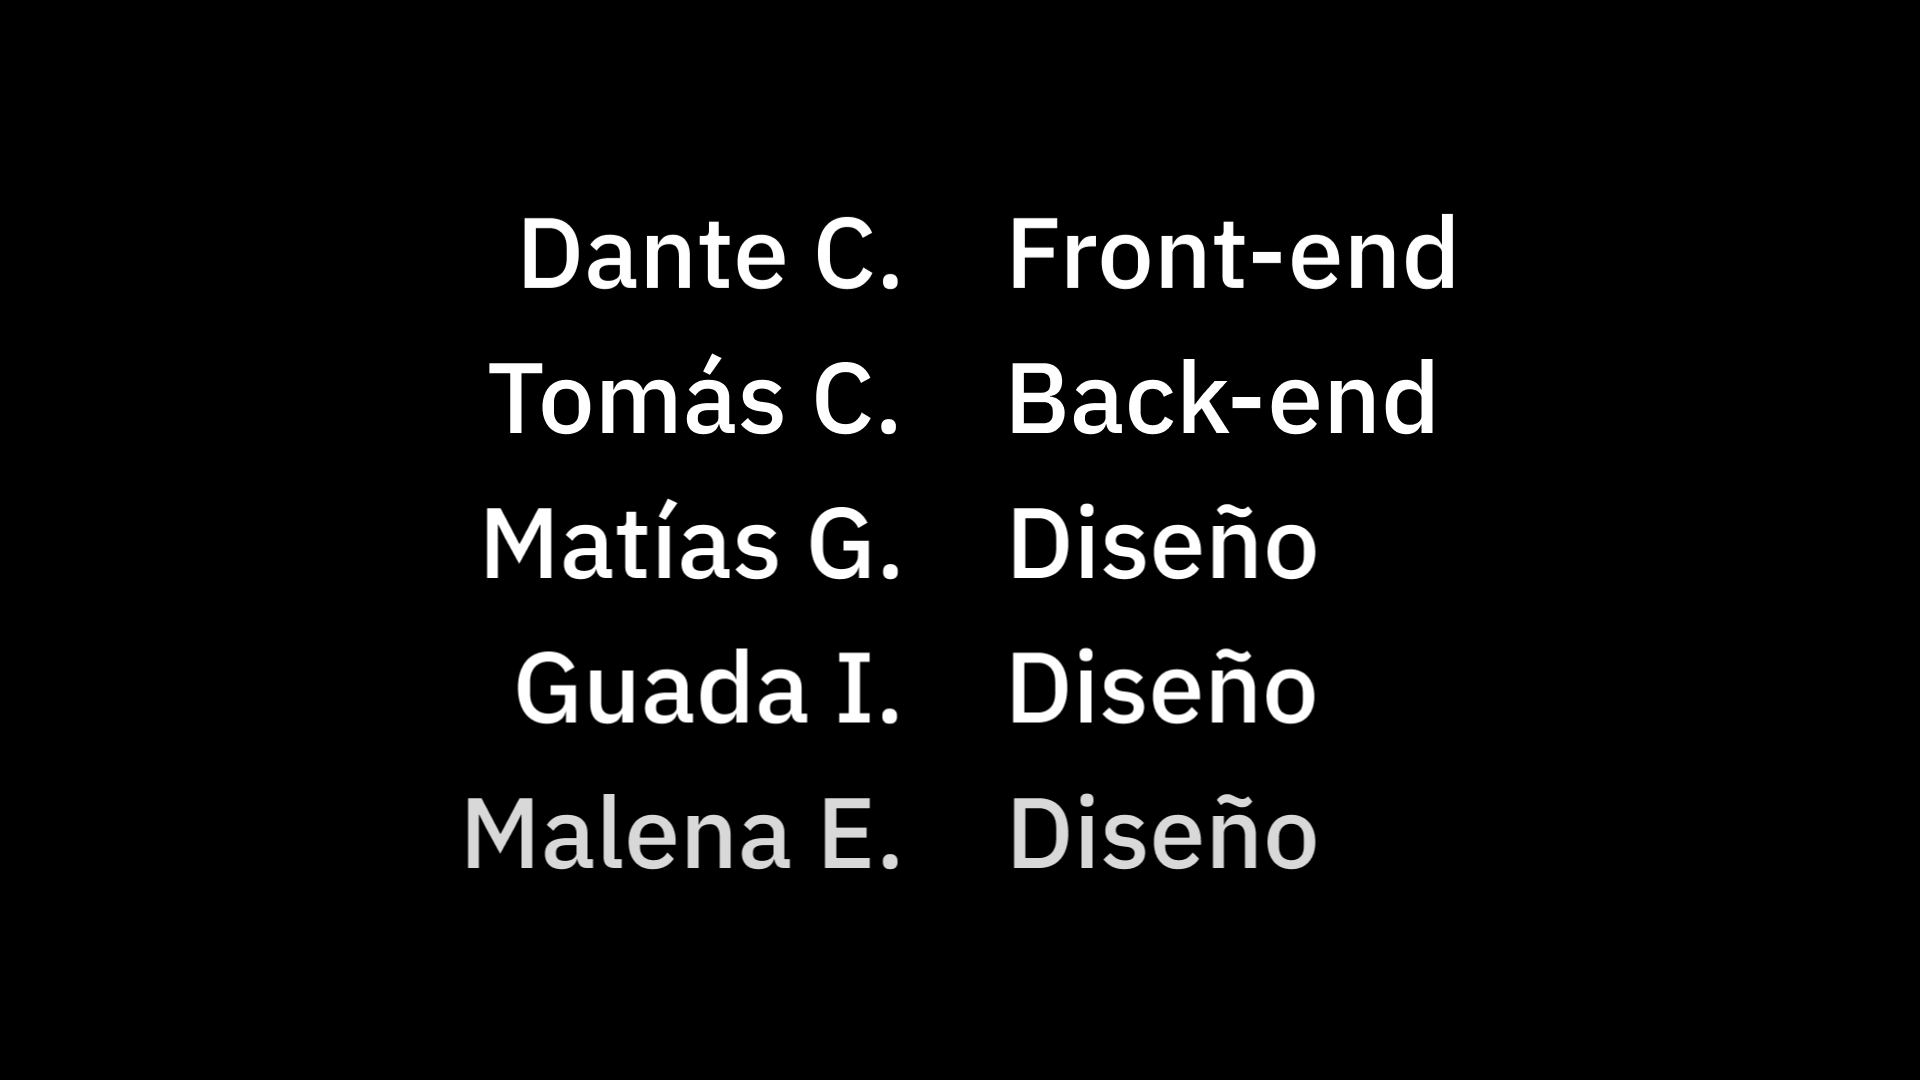 Dante C. Front-end
Tomás C. Back-end
Matías G. Diseño
Guada I. Diseño
Malena E. Diseño